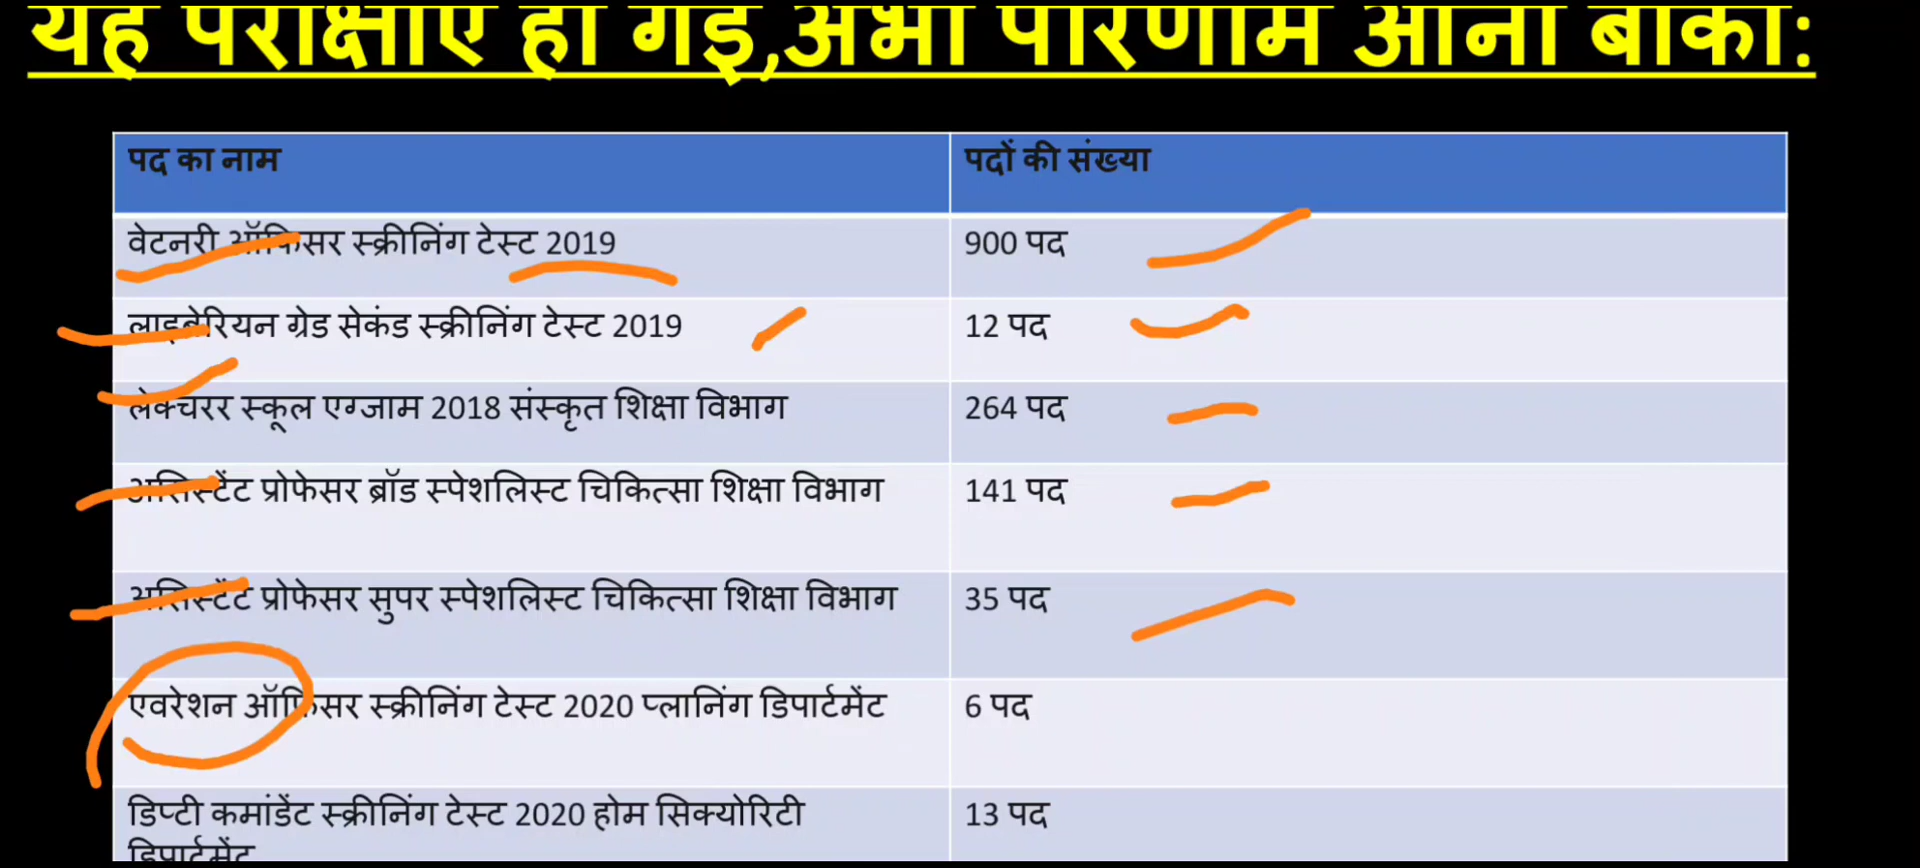 यह परीक्षाएं हो गई,अभी परिणाम आना बाकी:
पद का नाम
पदों की संख्या
वेटनरी ऑफिसर स्क्रीनिंग टेस्ट 2019
900 पद
लाइब्रेरियन ग्रेड सेकंड स्क्रीनिंग टेस्ट 2019
12 पद
लेक्चरर स्कूल एग्जाम 2018 संस्कृत शिक्षा विभाग
264 पद
असिस्टेंट प्रोफेसर ब्रॉड स्पेशलिस्ट चिकित्सा शिक्षा विभाग
141 पद
असिस्टेंट प्रोफेसर सुपर स्पेशलिस्ट चिकित्सा शिक्षा विभाग
35 पद
एवरेशन ऑफिसर स्क्रीनिंग टेस्ट 2020 प्लानिंग डिपार्टमेंट
6 पद
डिप्टी कमांडेंट स्क्रीनिंग टेस्ट 2020 होम सिक्योरिटी
डिपार्टमेंट
13 पद